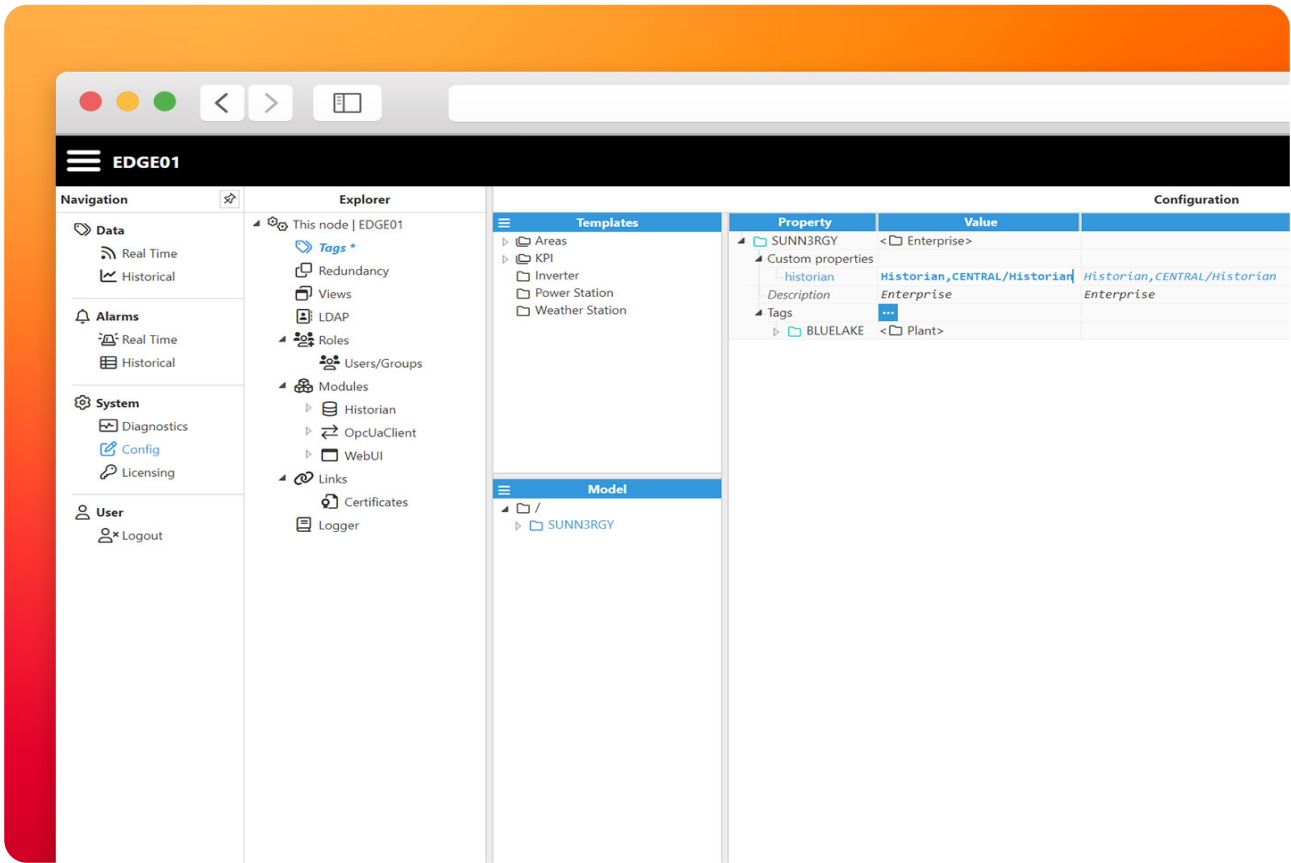 EDGE01
Navigation
Data
Real Time
Historical
Alarms
Real Time
Historical
System
Diagnostics
Config
Licensing
User
Logout
Explorer
This node | EDGE01
Tags *
Redundancy
Views
LDAP
Roles
Users/Groups
Modules
Historian
OpcUaClient
WebUI
Links
Certificates
Logger
Configuration
Templates
Areas
KPI
Inverter
Power Station
Weather Station
Model
/
SUNN3RGY
Property Value
SUNN3RGY < Enterprise>
Custom properties
historian Historian,CENTRAL/Historian Historian,CENTRAL/Historian
Description Enterprise Enterprise
Tags ...
BLUELAKE < Plant>